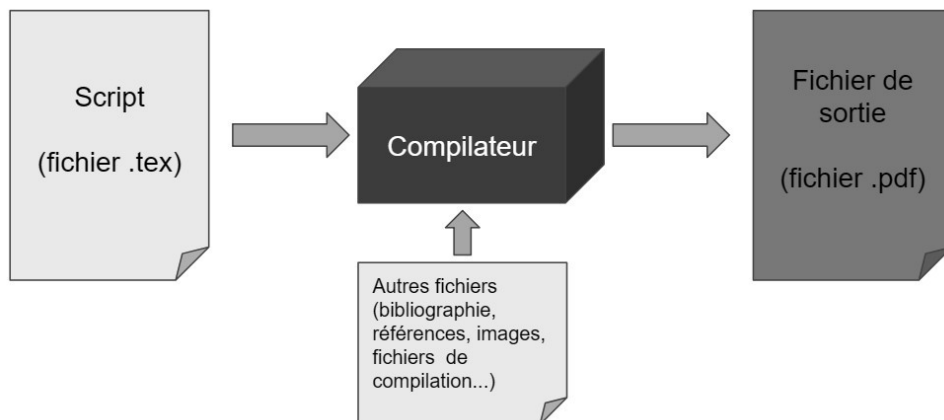 Script
(fichier .tex)
Compilateur
Fichier de
sortie
(fichier .pdf)
Autres fichiers
(bibliographie,
références, images,
fichiers de
compilation...)